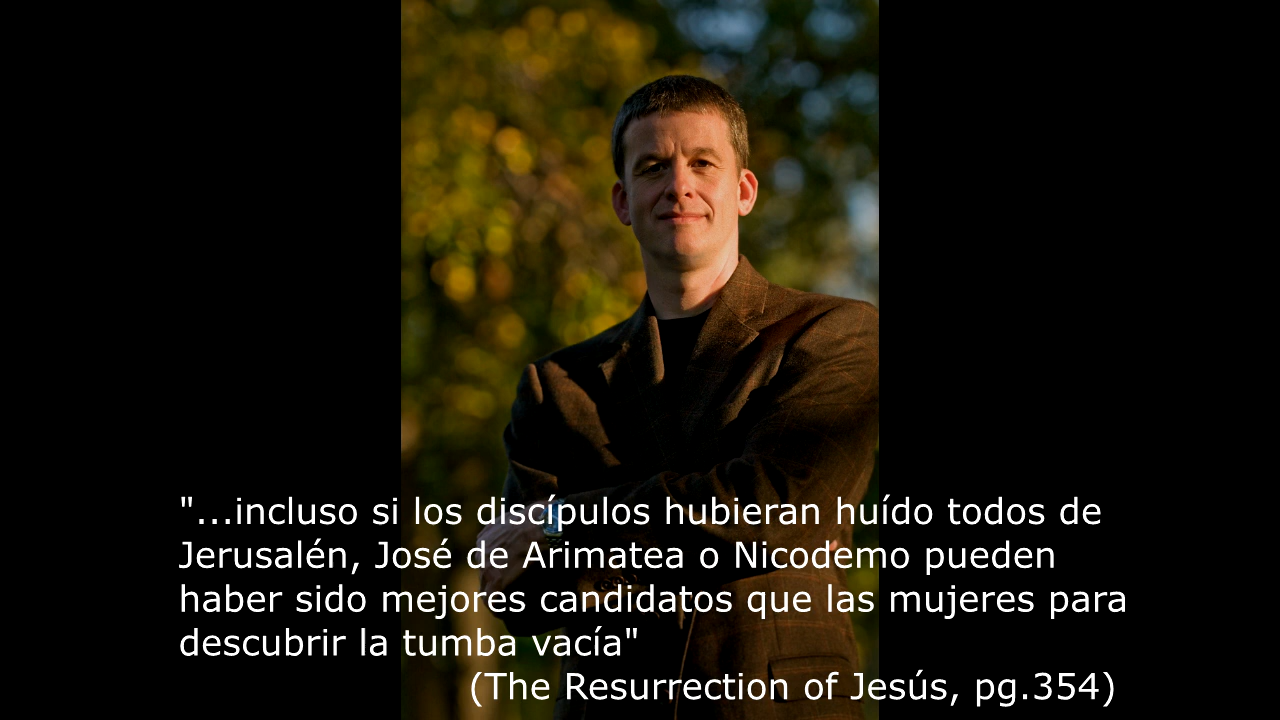 "...incluso si los discípulos hubieran huído todos de
Jerusalén, José de Arimatea o Nicodemo pueden
haber sido mejores candidatos que las mujeres para
descubrir la tumba vacía"
(The Resurrection of Jesús, pg.354)